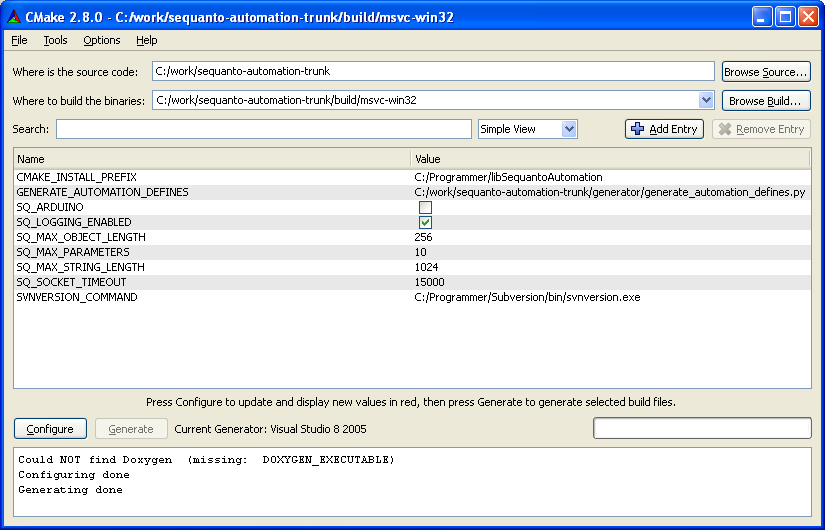 CMake 2.8.0 - C:/work/sequanto-automation-trunk/build/msvc-win32
File Tools Options Help
Where is the source code: C:/work/sequanto-automation-trunk Browse Source...
Where to build the binaries: C:/work/sequanto-automation-trunk/build/msvc-win32 Browse Build...
Search: Simple View Add Entry Remove Entry
Name Value
CMAKE_INSTALL_PREFIX C:/Programmer/libSequantoAutomation
GENERATE_AUTOMATION_DEFINES C:/work/sequanto-automation-trunk/generator/generate_automation_defines.py
SQ_ARDUINO
SQ_LOGGING_ENABLED
SQ_MAX_OBJECT_LENGTH 256
SQ_MAX_PARAMETERS 10
SQ_MAX_STRING_LENGTH 1024
SQ_SOCKET_TIMEOUT 15000
SVNVERSION_COMMAND C:/Programmer/Subversion/bin/svnversion.exe
Press Configure to update and display new values in red, then press Generate to generate selected build files.
Configure Generate Current Generator: Visual Studio 8 2005
Could NOT find Doxygen (missing: DOXYGEN_EXECUTABLE)
Configuring done
Generating done